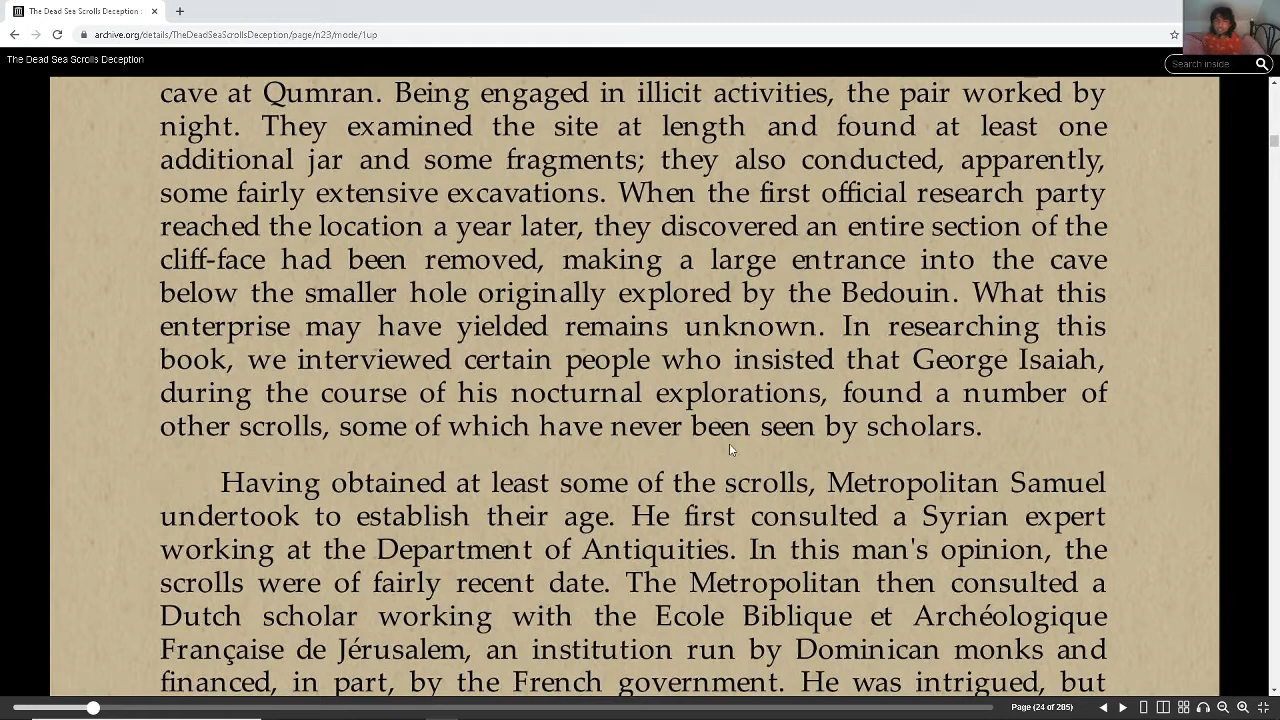 The Dead Sea Scrolls Deception :
archive.org/details/TheDeadSeaScrollsDeception/page/n23/mode/1up
The Dead Sea Scrolls Deception
Search inside
cave at Qumran. Being engaged in illicit activities, the pair worked by
night. They examined the site at length and found at least one
additional jar and some fragments; they also conducted, apparently,
some fairly extensive excavations. When the first official research party
reached the location a year later, they discovered an entire section of the
cliff-face had been removed, making a large entrance into the cave
below the smaller hole originally explored by the Bedouin. What this
enterprise may have yielded remains unknown. In researching this
book, we interviewed certain people who insisted that George Isaiah,
during the course of his nocturnal explorations, found a number of
other scrolls, some of which have never been seen by scholars.
Having obtained at least some of the scrolls, Metropolitan Samuel
undertook to establish their age. He first consulted a Syrian expert
working at the Department of Antiquities. In this man's opinion, the
scrolls were of fairly recent date. The Metropolitan then consulted a
Dutch scholar working with the Ecole Biblique et Archéologique
Française de Jérusalem, an institution run by Dominican monks and
financed, in part, by the French government. He was intrigued, but
Page (24 of 285)